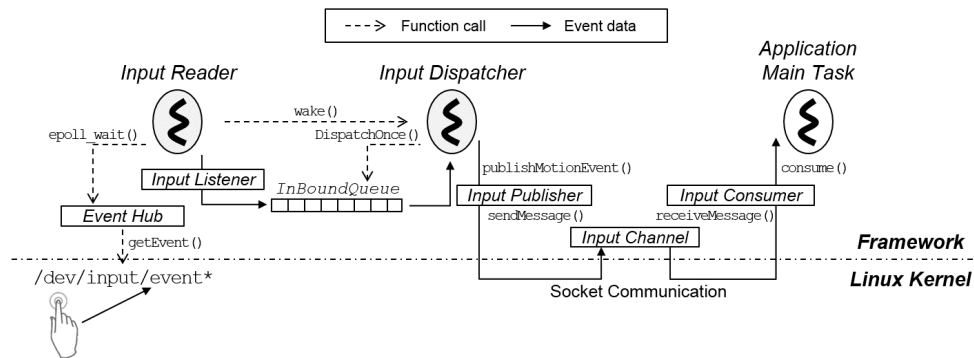 Function call
Event data
Input Reader
Input Dispatcher
Application
Main Task
wake()
epoll_wait()
DispatchOnce()
publishMotionEvent()
consume()
Input Listener
InBoundQueue
Input Publisher
Input Consumer
Event Hub
sendMessage()
receiveMessage()
getEvent()
Input Channel
Framework
/dev/input/event*
Linux Kernel
Socket Communication